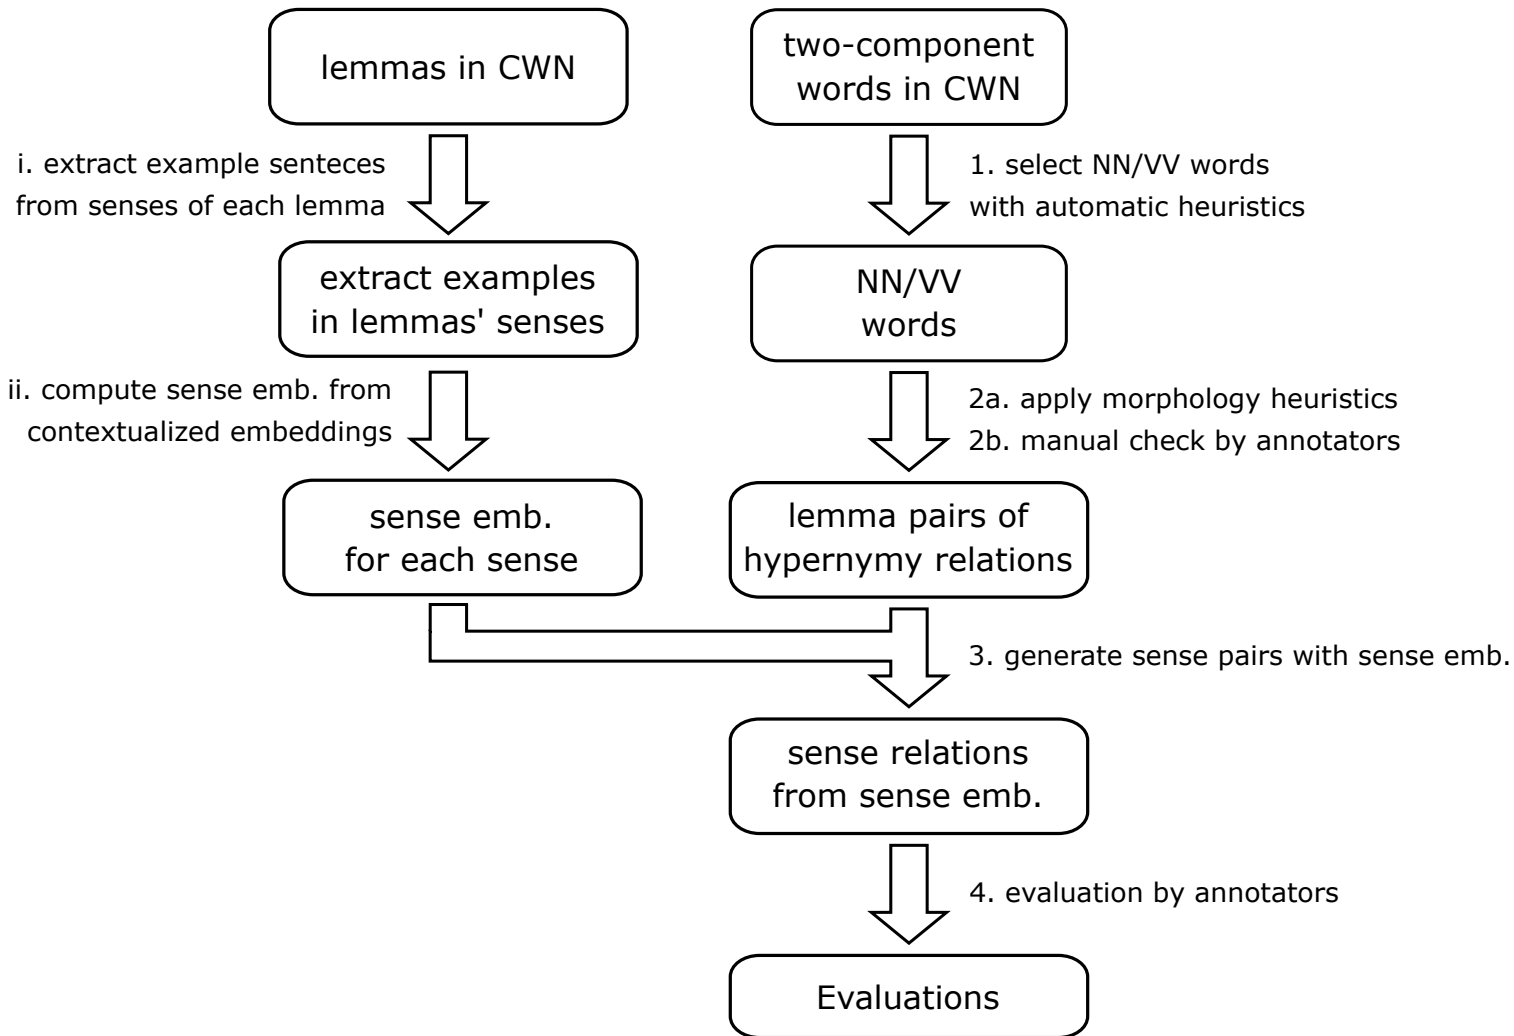 lemmas in CWN
two-component
words in CWN
i. extract example senteces
from senses of each lemma
1. select NN/VV words
with automatic heuristics
extract examples
in lemmas' senses
NN/VV
words
ii. compute sense emb. from
contextualized embeddings
2a. apply morphology heuristics
2b. manual check by annotators
sense emb.
for each sense
lemma pairs of
hypernymy relations
3. generate sense pairs with sense emb.
sense relations
from sense emb.
4. evaluation by annotators
Evaluations